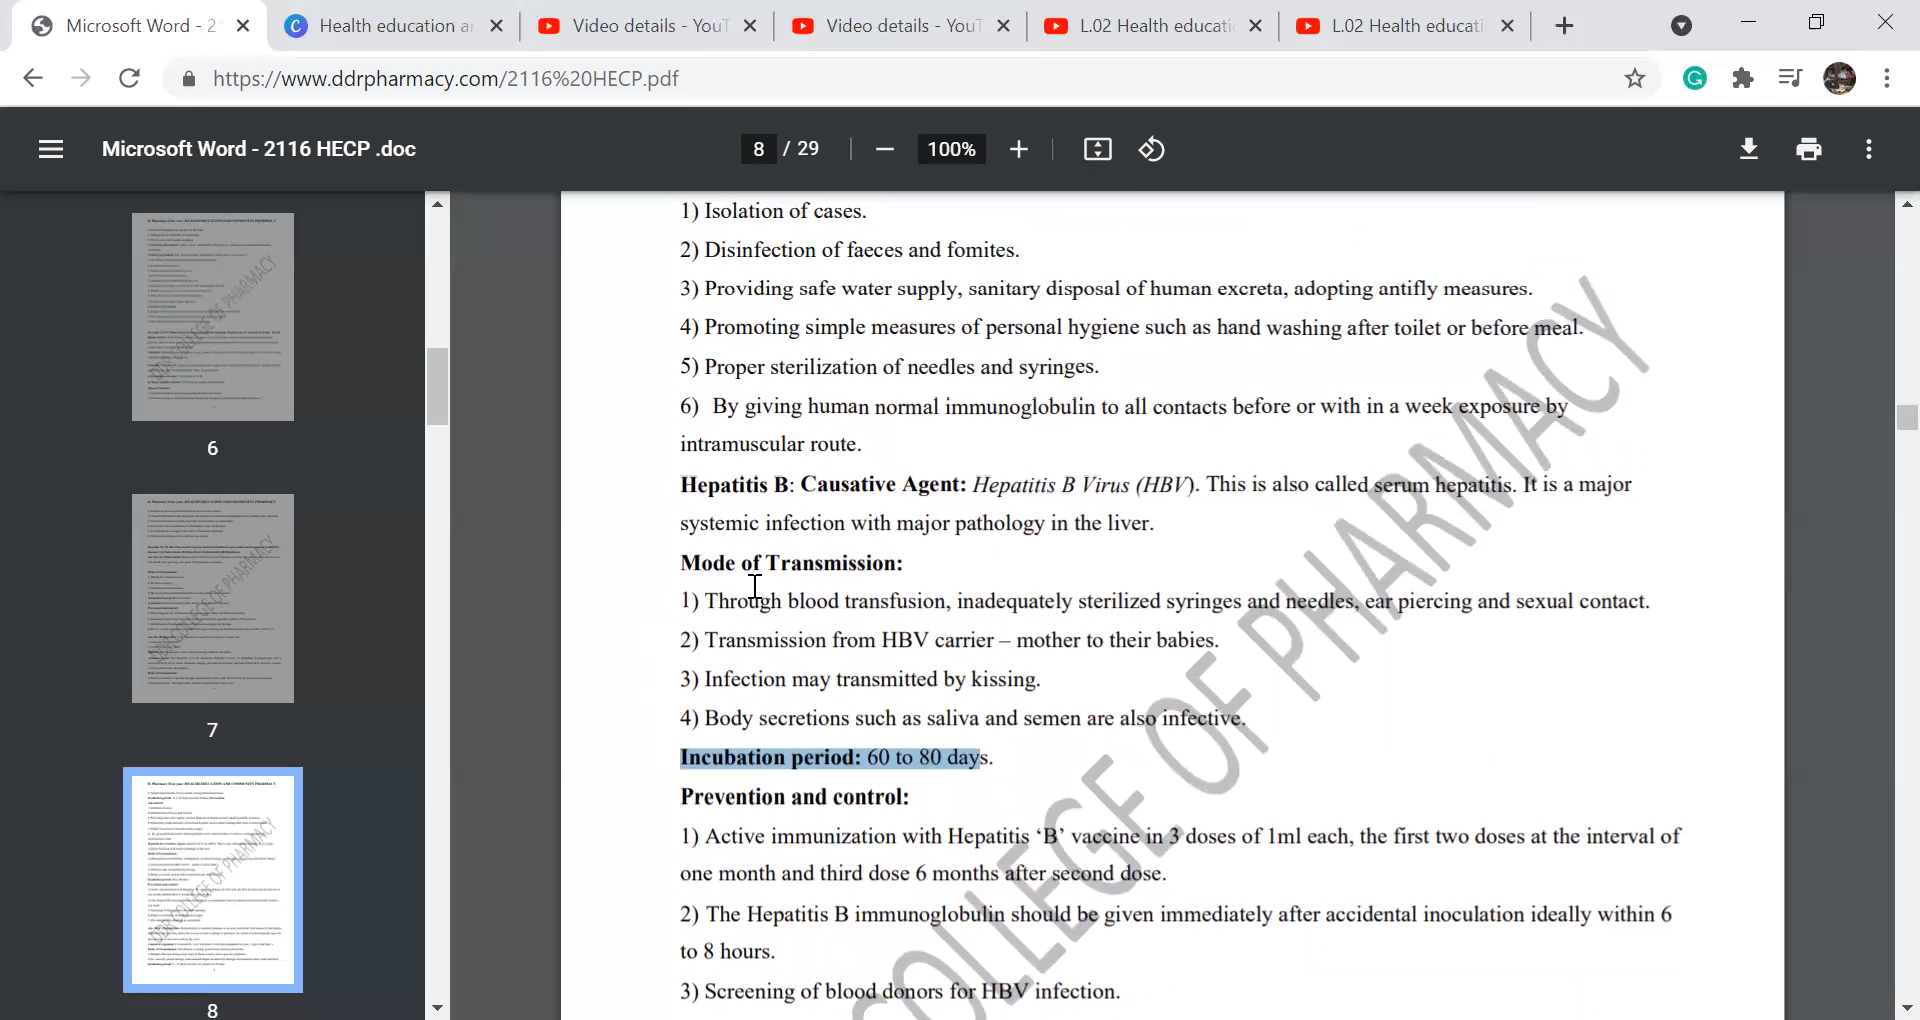 Microsoft Word - 2
Health education a
Video details - YouT
Video details - YouT
L.02 Health educati
L.02 Health educati
https://www.ddrpharmacy.com/2116%20HECP.pdf
Microsoft Word - 2116 HECP .doc
8 / 29
100%
6
7
8
1) Isolation of cases.
2) Disinfection of faeces and fomites.
3) Providing safe water supply, sanitary disposal of human excreta, adopting antifly measures.
4) Promoting simple measures of personal hygiene such as hand washing after toilet or before meal.
5) Proper sterilization of needles and syringes.
6) By giving human normal immunoglobulin to all contacts before or with in a week exposure by
intramuscular route.
Hepatitis B: Causative Agent: Hepatitis B Virus (HBV). This is also called serum hepatitis. It is a major
systemic infection with major pathology in the liver.
Mode of Transmission:
1) Through blood transfusion, inadequately sterilized syringes and needles, ear piercing and sexual contact.
2) Transmission from HBV carrier – mother to their babies.
3) Infection may transmitted by kissing.
4) Body secretions such as saliva and semen are also infective.
Incubation period: 60 to 80 days.
Prevention and control:
1) Active immunization with Hepatitis ‘B’ vaccine in 3 doses of 1ml each, the first two doses at the interval of
one month and third dose 6 months after second dose.
2) The Hepatitis B immunoglobulin should be given immediately after accidental inoculation ideally within 6
to 8 hours.
3) Screening of blood donors for HBV infection.
COLLEGE OF PHARMACY